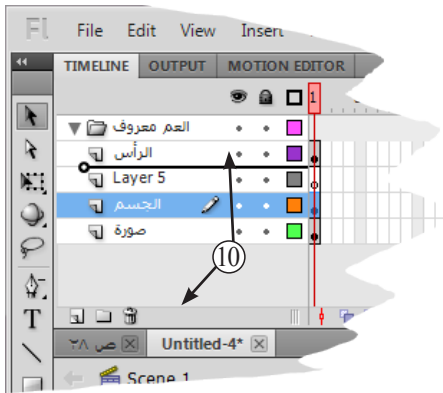 Fl File Edit View Inser
TIMELINE OUTPUT MOTION EDITOR
1
العم معروف
الرأس
Layer 5
الجسم
صورة
10
T
ص ٢٨ Untitled-4*
Scene 1